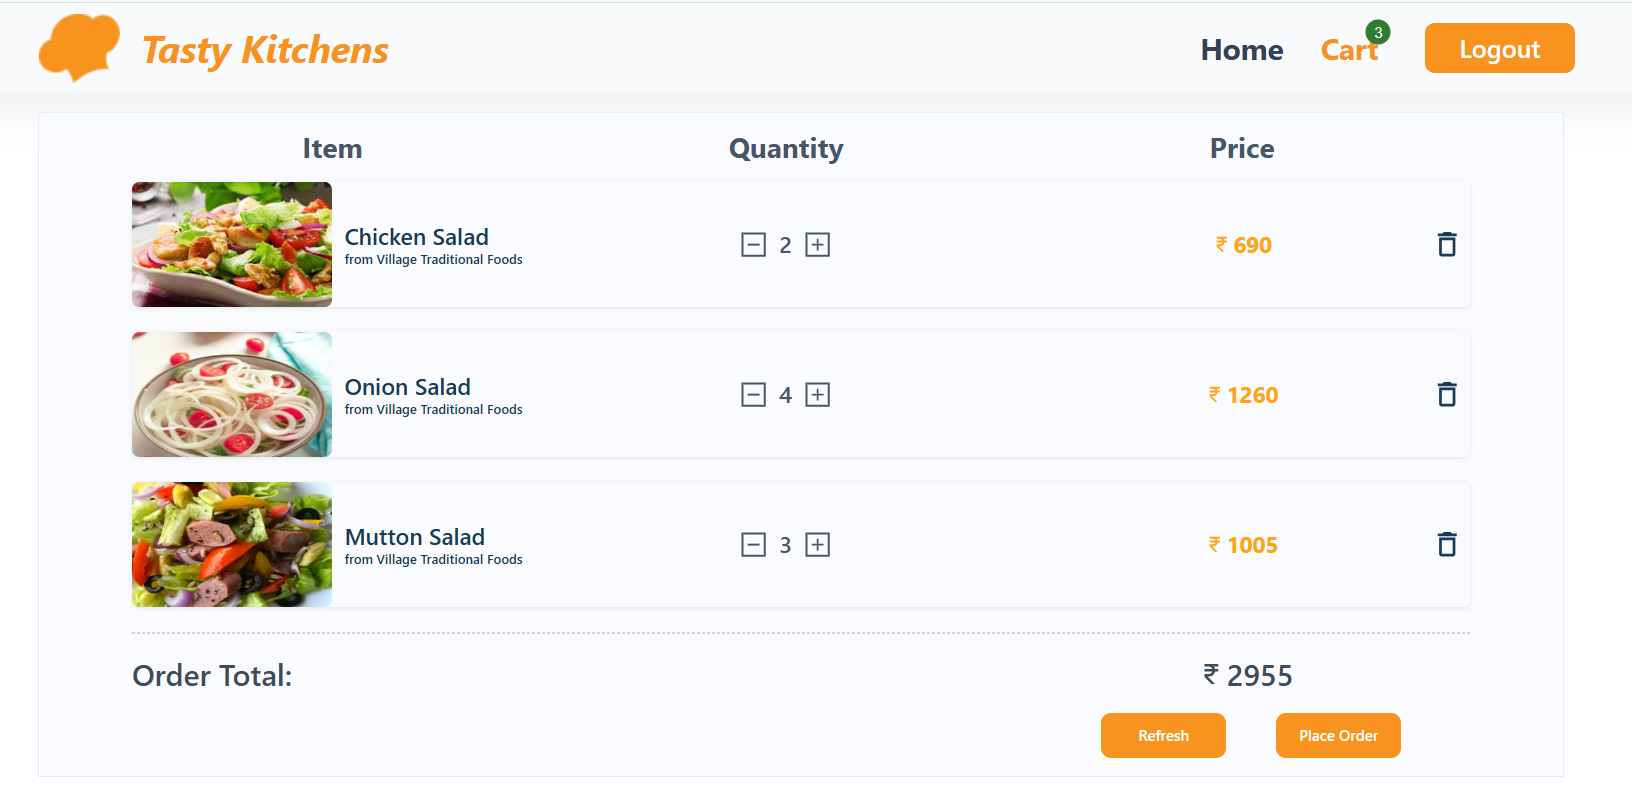 Tasty Kitchens
Home
Cart
3
Logout
Item Quantity Price
Chicken Salad
from Village Traditional Foods
2
₹ 690
Onion Salad
from Village Traditional Foods
4
₹ 1260
Mutton Salad
from Village Traditional Foods
3
₹ 1005
Order Total: ₹ 2955
Refresh
Place Order